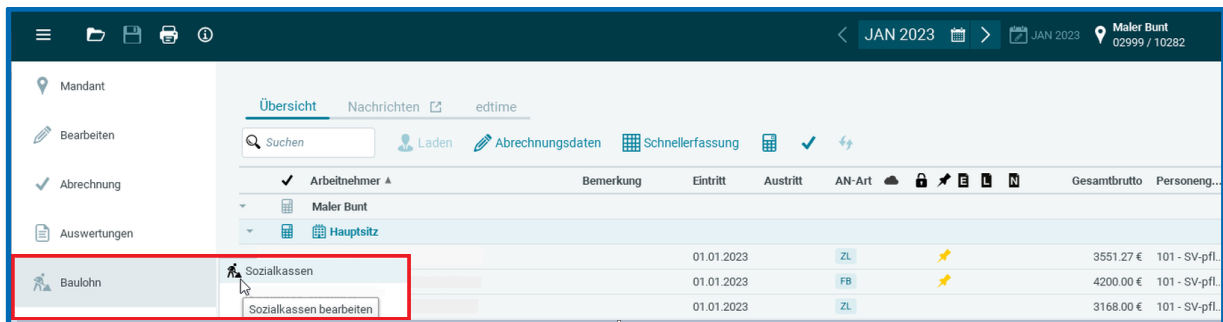 JAN 2023
JAN 2023
Maler Bunt
02999 / 10282
Mandant
Bearbeiten
Abrechnung
Auswertungen
Baulohn
Übersicht Nachrichten edtime
Suchen Laden Abrechnungsdaten Schnellerfassung
Arbeitnehmer Bemerkung Eintritt Austritt AN-Art E L N Gesamtbrutto Personeng...
Maler Bunt
Hauptsitz
01.01.2023 ZL 3551.27 € 101 - SV-pfl...
Sozialkassen
01.01.2023 FB 4200.00 € 101 - SV-pfl...
Sozialkassen bearbeiten
01.01.2023 ZL 3168.00 € 101 - SV-pfl...